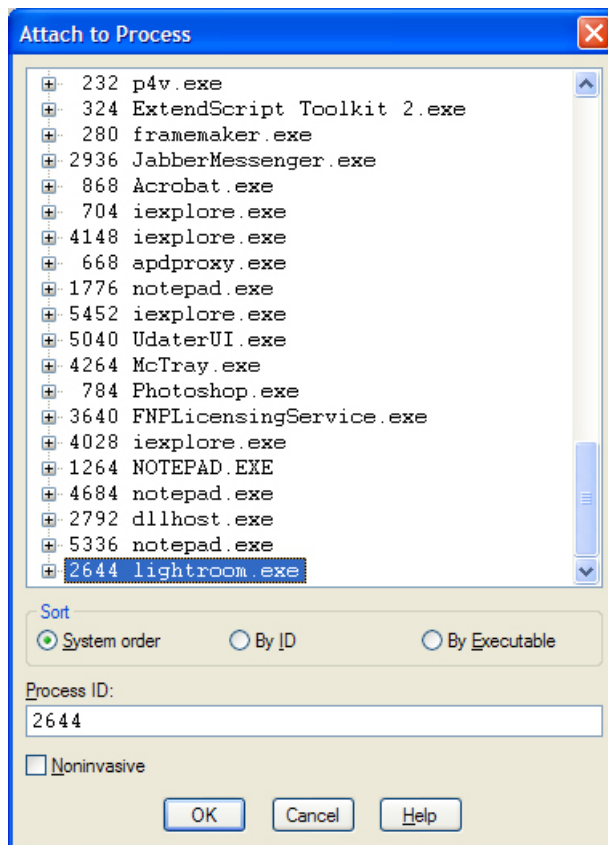 Attach to Process
232 p4v.exe
324 ExtendScript Toolkit 2.exe
280 framemaker.exe
2936 JabberMessenger.exe
868 Acrobat.exe
704 iexplore.exe
4148 iexplore.exe
668 apdproxy.exe
1776 notepad.exe
5452 iexplore.exe
5040 UdaterUI.exe
4264 McTray.exe
784 Photoshop.exe
3640 FNPLicensingService.exe
4028 iexplore.exe
1264 NOTEPAD.EXE
4684 notepad.exe
2792 dllhost.exe
5336 notepad.exe
2644 lightroom.exe
Sort
System order By ID By Executable
Process ID:
2644
Noninvasive
OK Cancel Help